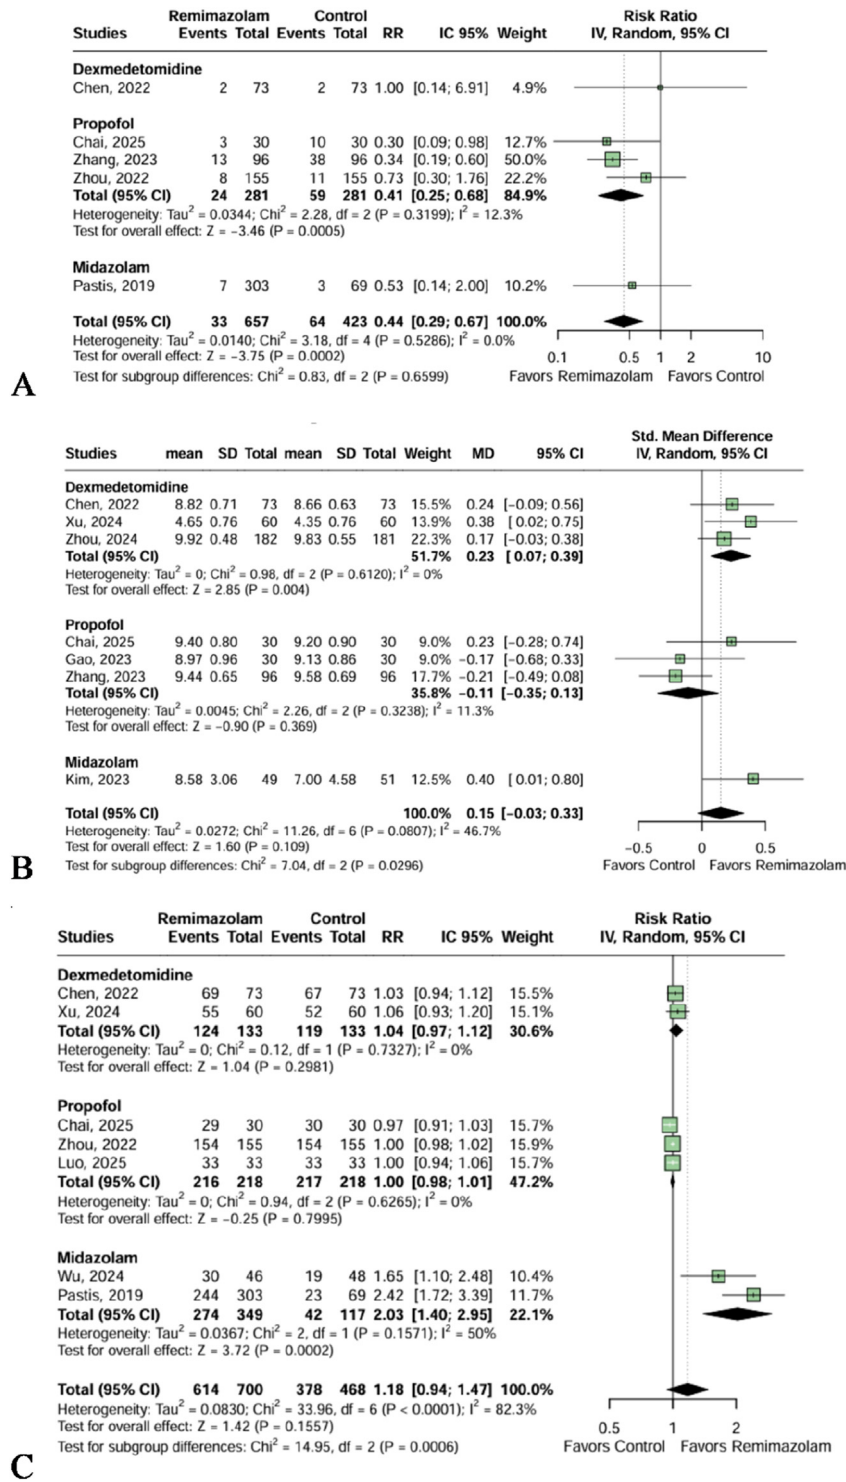 Remimazolam Control Risk Ratio
Studies Events Total Events Total RR IC 95% Weight IV, Random, 95% CI
Dexmedetomidine
Chen, 2022 2 73 2 73 1.00 [0.14; 6.91] 4.9%
Propofol
Chai, 2025 3 30 10 30 0.30 [0.09; 0.98] 12.7%
Zhang, 2023 13 96 38 96 0.34 [0.19; 0.60] 50.0%
Zhou, 2022 8 155 11 155 0.73 [0.30; 1.76] 22.2%
Total (95% CI) 24 281 59 281 0.41 [0.25; 0.68] 84.9%
Heterogeneity: Tau² = 0.0344; Chi² = 2.28, df = 2 (P = 0.3199); I² = 12.3%
Test for overall effect: Z = −3.46 (P = 0.0005)
Midazolam
Pastis, 2019 7 303 3 69 0.53 [0.14; 2.00] 10.2%
Total (95% CI) 33 657 64 423 0.44 [0.29; 0.67] 100.0%
Heterogeneity: Tau² = 0.0140; Chi² = 3.18, df = 4 (P = 0.5286); I² = 0.0%
Test for overall effect: Z = −3.75 (P = 0.0002)
0.1 0.5 1 2 10
Test for subgroup differences: Chi² = 0.83, df = 2 (P = 0.6599)
Favors Remimazolam Favors Control
A
Std. Mean Difference
Studies mean SD Total mean SD Total Weight MD 95% CI IV, Random, 95% CI
Dexmedetomidine
Chen, 2022 8.82 0.71 73 8.66 0.63 73 15.5% 0.24 [−0.09; 0.56]
Xu, 2024 4.65 0.76 60 4.35 0.76 60 13.9% 0.38 [ 0.02; 0.75]
Zhou, 2024 9.92 0.48 182 9.83 0.55 181 22.3% 0.17 [−0.03; 0.38]
Total (95% CI) 51.7% 0.23 [ 0.07; 0.39]
Heterogeneity: Tau² = 0; Chi² = 0.98, df = 2 (P = 0.6120); I² = 0%
Test for overall effect: Z = 2.85 (P = 0.004)
Propofol
Chai, 2025 9.40 0.80 30 9.20 0.90 30 9.0% 0.23 [−0.28; 0.74]
Gao, 2023 8.97 0.96 30 9.13 0.86 30 9.0% −0.17 [−0.68; 0.33]
Zhang, 2023 9.44 0.65 96 9.58 0.69 96 17.7% −0.21 [−0.49; 0.08]
Total (95% CI) 35.8% −0.11 [−0.35; 0.13]
Heterogeneity: Tau² = 0.0045; Chi² = 2.26, df = 2 (P = 0.3238); I² = 11.3%
Test for overall effect: Z = −0.90 (P = 0.369)
Midazolam
Kim, 2023 8.58 3.06 49 7.00 4.58 51 12.5% 0.40 [ 0.01; 0.80]
Total (95% CI) 100.0% 0.15 [−0.03; 0.33]
Heterogeneity: Tau² = 0.0272; Chi² = 11.26, df = 6 (P = 0.0807); I² = 46.7%
Test for overall effect: Z = 1.60 (P = 0.109)
−0.5 0 0.5
Test for subgroup differences: Chi² = 7.04, df = 2 (P = 0.0296)
Favors Control Favors Remimazolam
B
Remimazolam Control Risk Ratio
Studies Events Total Events Total RR IC 95% Weight IV, Random, 95% CI
Dexmedetomidine
Chen, 2022 69 73 67 73 1.03 [0.94; 1.12] 15.5%
Xu, 2024 55 60 52 60 1.06 [0.93; 1.20] 15.1%
Total (95% CI) 124 133 119 133 1.04 [0.97; 1.12] 30.6%
Heterogeneity: Tau² = 0; Chi² = 0.12, df = 1 (P = 0.7327); I² = 0%
Test for overall effect: Z = 1.04 (P = 0.2981)
Propofol
Chai, 2025 29 30 30 30 0.97 [0.91; 1.03] 15.7%
Zhou, 2022 154 155 154 155 1.00 [0.98; 1.02] 15.9%
Luo, 2025 33 33 33 33 1.00 [0.94; 1.06] 15.7%
Total (95% CI) 216 218 217 218 1.00 [0.98; 1.01] 47.2%
Heterogeneity: Tau² = 0; Chi² = 0.94, df = 2 (P = 0.6265); I² = 0%
Test for overall effect: Z = −0.25 (P = 0.7995)
Midazolam
Wu, 2024 30 46 19 48 1.65 [1.10; 2.48] 10.4%
Pastis, 2019 244 303 23 69 2.42 [1.72; 3.39] 11.7%
Total (95% CI) 274 349 42 117 2.03 [1.40; 2.95] 22.1%
Heterogeneity: Tau² = 0.0367; Chi² = 2, df = 1 (P = 0.1571); I² = 50%
Test for overall effect: Z = 3.72 (P = 0.0002)
Total (95% CI) 614 700 378 468 1.18 [0.94; 1.47] 100.0%
Heterogeneity: Tau² = 0.0830; Chi² = 33.96, df = 6 (P < 0.0001); I² = 82.3%
Test for overall effect: Z = 1.42 (P = 0.1557)
0.5 1 2
Test for subgroup differences: Chi² = 14.95, df = 2 (P = 0.0006)
Favors Control Favors Remimazolam
C